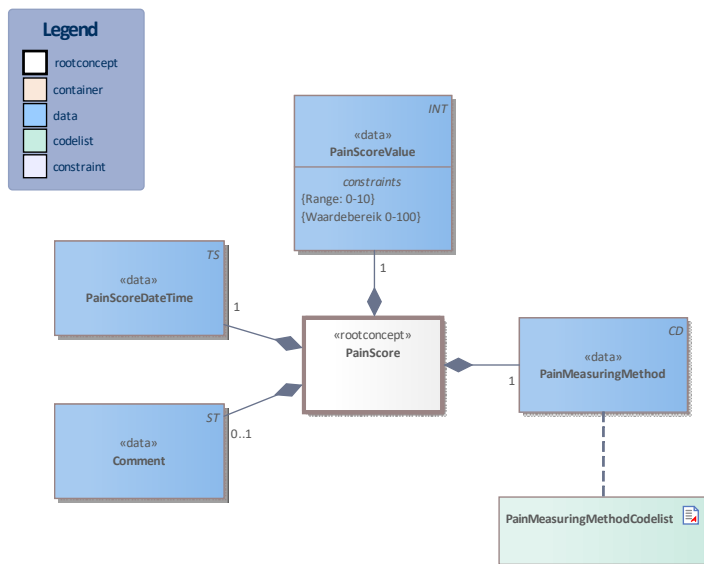 Legend
rootconcept
container
data
codelist
constraint
INT
«data»
PainScoreValue
constraints
{Range: 0-10}
{Waardebereik 0-100}
1
TS
«data»
PainScoreDateTime
1
«rootconcept»
PainScore
CD
«data»
PainMeasuringMethod
1
ST
«data»
Comment
0..1
PainMeasuringMethodCodelist